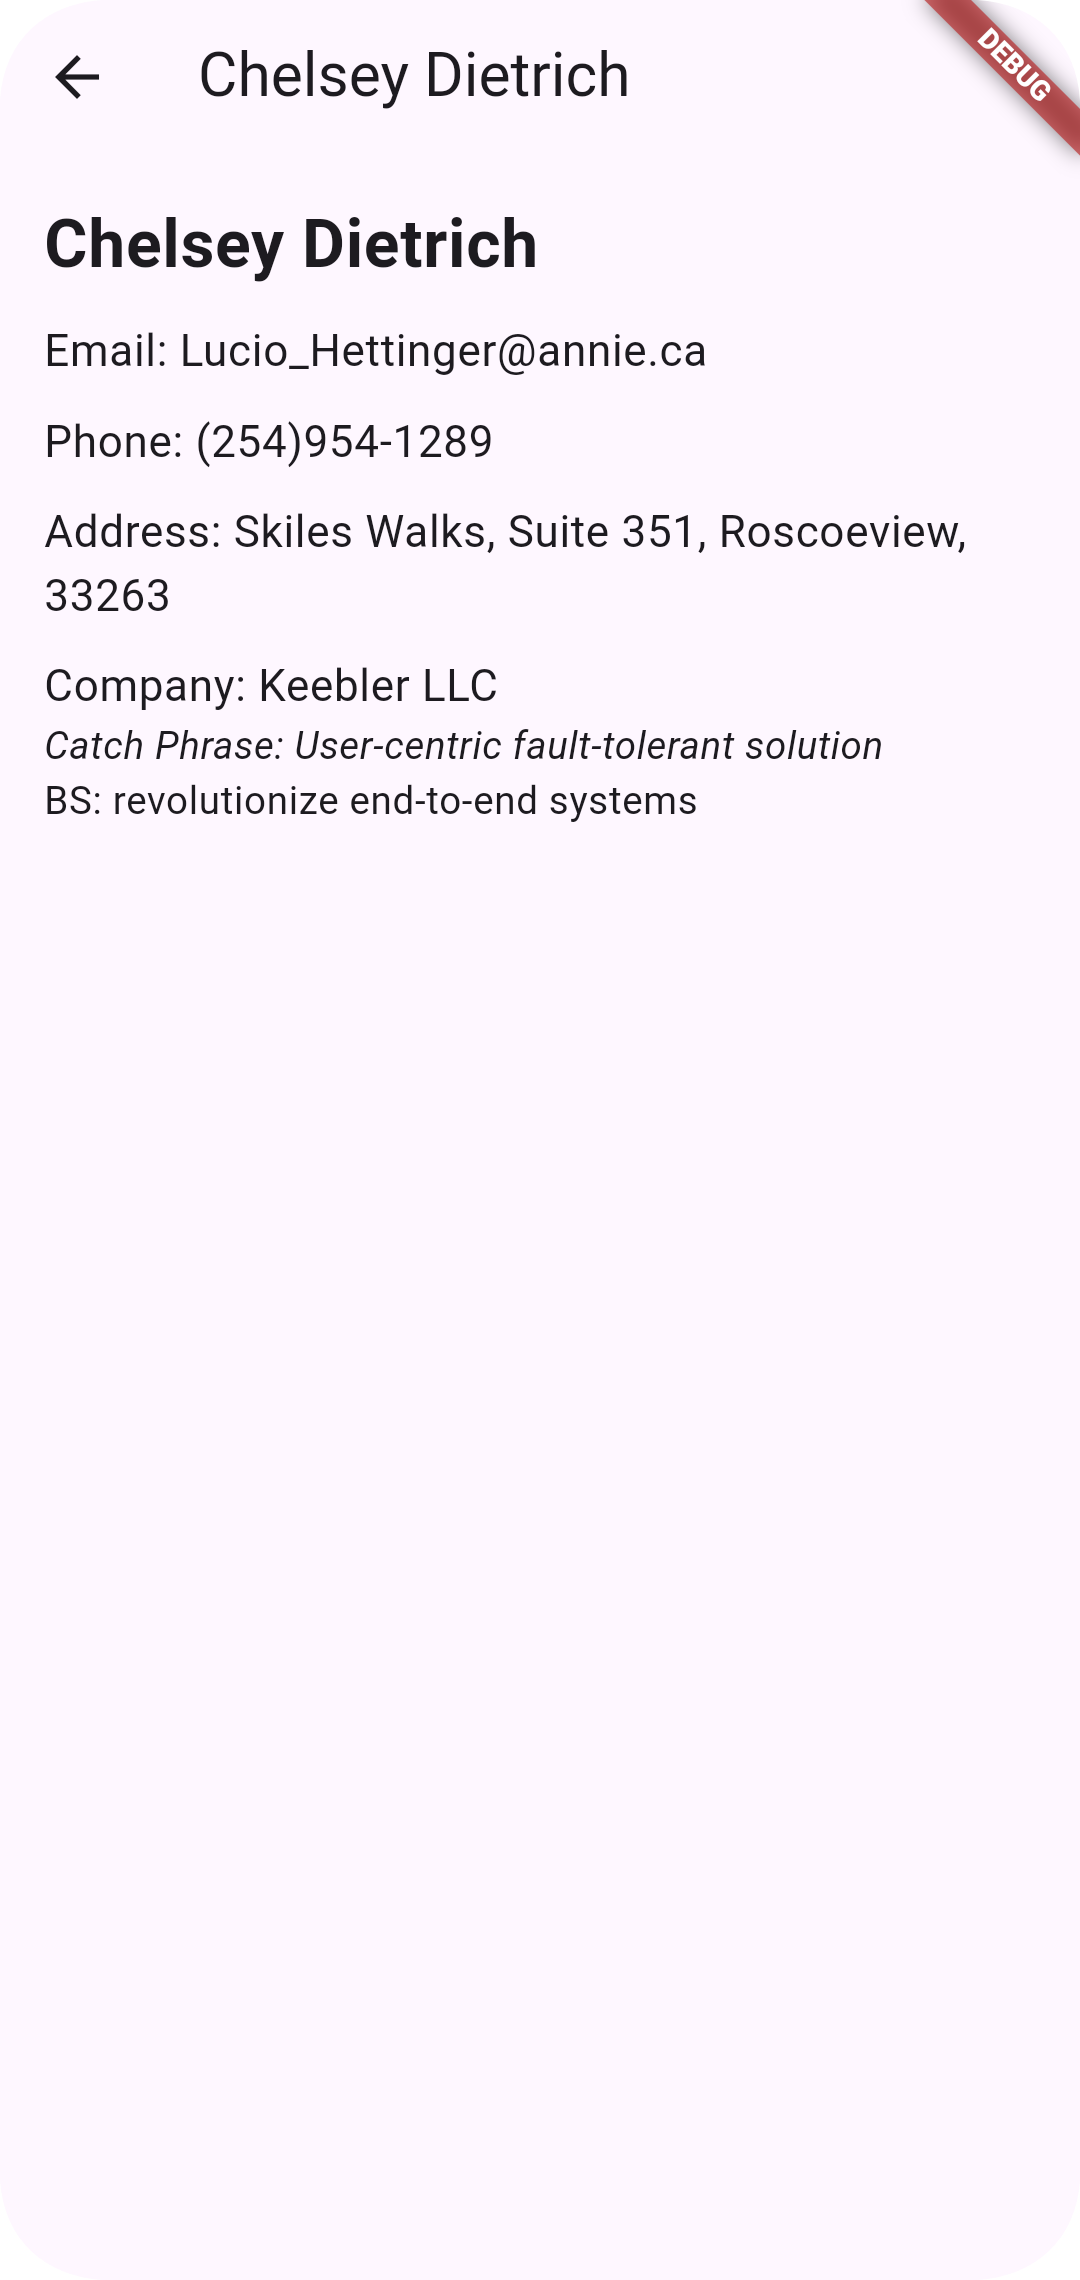 Chelsey Dietrich
DEBUG
Chelsey Dietrich
Email: Lucio_Hettinger@annie.ca
Phone: (254)954-1289
Address: Skiles Walks, Suite 351, Roscoeview,
33263
Company: Keebler LLC
Catch Phrase: User-centric fault-tolerant solution
BS: revolutionize end-to-end systems